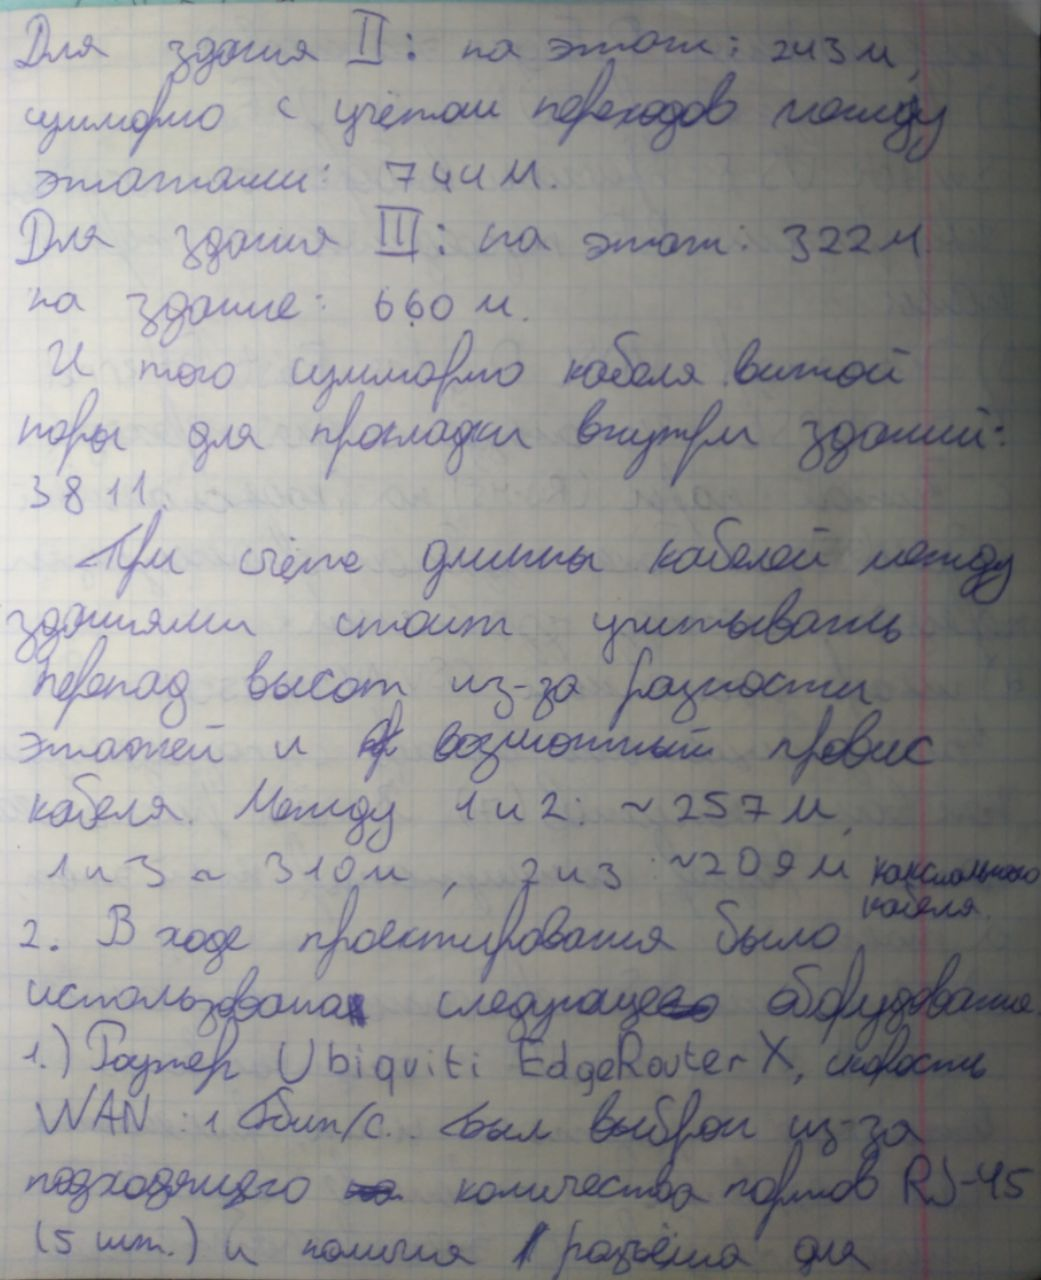 Для здания II: на этаж: 243 м,
суммарно с учётом переходов между
этажами: 744 м.
Для здания III: на этаж: 322 м.
на здание: 660 м.
И того суммарно кабеля витой
пары для прокладки внутри зданий:
3811.
При счёте длинны кабелей между
зданиями стоит учитывать
перепад высот из-за разности
этажей и возможный провис
кабеля. Между 1 и 2: ~257 м,
1 и 3 ~ 310 м, 2 и 3: ~209 м коаксиального
кабеля.
2. В ходе проектирования было
использована следующее оборудование
1.) Роутер Ubiquiti EdgeRouter X, скорость
WAN: 1 Гбит/с. Был выбран из-за
подходящего количества портов RJ-45
(5 шт.) и наличия разъёма для